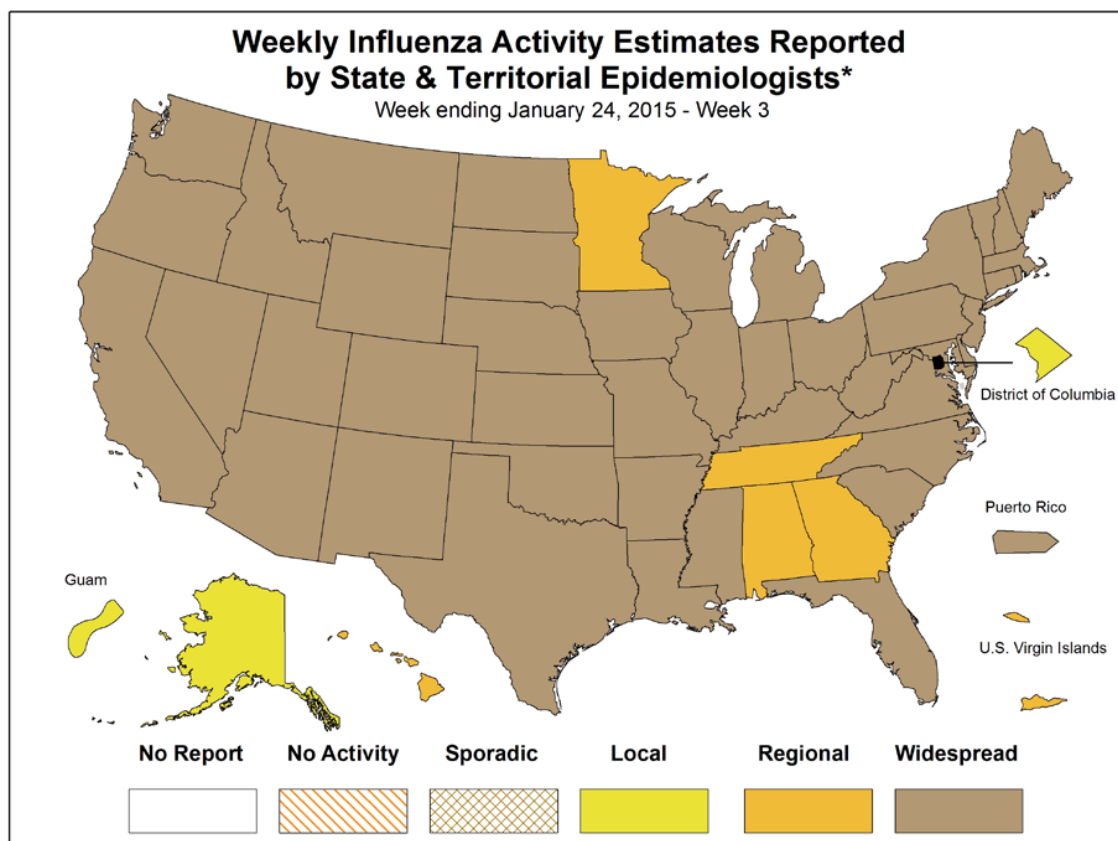 Weekly Influenza Activity Estimates Reported
by State & Territorial Epidemiologists*
Week ending January 24, 2015 - Week 3
District of Columbia
Puerto Rico
Guam
U.S. Virgin Islands
No Report No Activity Sporadic Local Regional Widespread